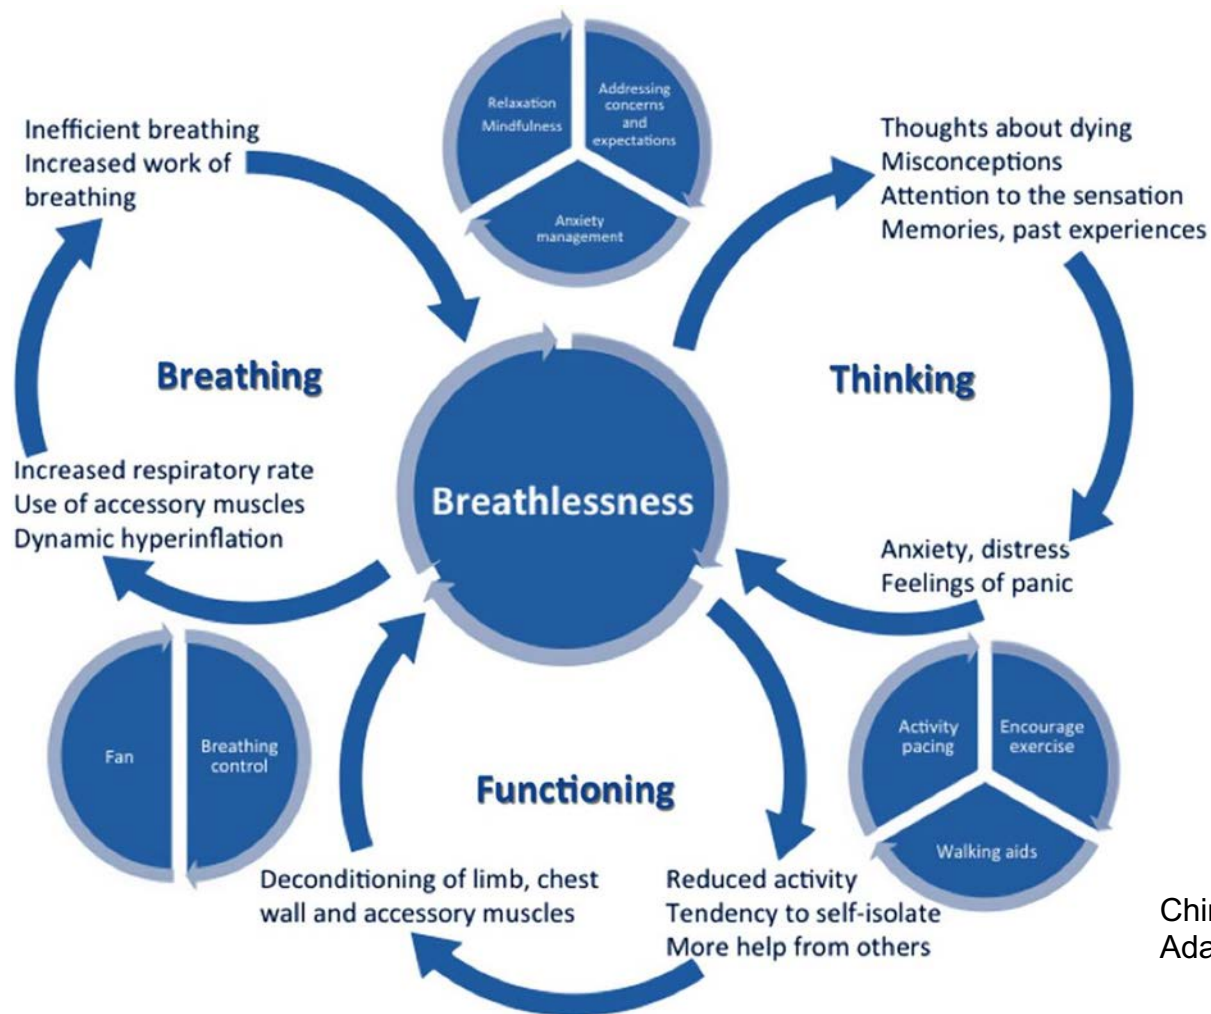 Relaxation
Mindfulness
Addressing
concerns
and
expectations
Anxiety
management
Inefficient breathing
Increased work of
breathing
Thoughts about dying
Misconceptions
Attention to the sensation
Memories, past experiences
Breathing
Thinking
Breathlessness
Increased respiratory rate
Use of accessory muscles
Dynamic hyperinflation
Anxiety, distress
Feelings of panic
Fan
Breathing
control
Functioning
Activity
pacing
Encourage
exercise
Walking aids
Deconditioning of limb, chest
wall and accessory muscles
Reduced activity
Tendency to self-isolate
More help from others